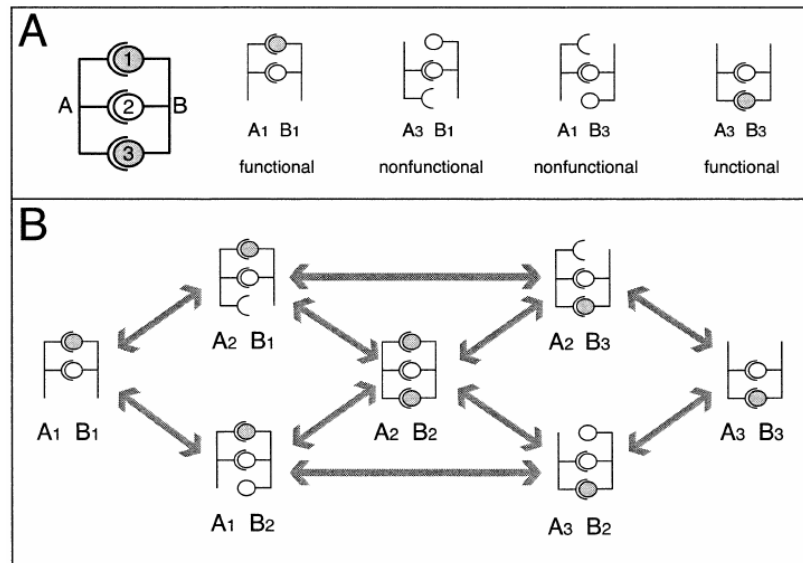 A
1
A 2 B
3
A1 B1
A3 B1
A1 B3
A3 B3
functional
nonfunctional
nonfunctional
functional
B
A2 B1
A2 B3
A1 B1
A2 B2
A3 B3
A1 B2
A3 B2